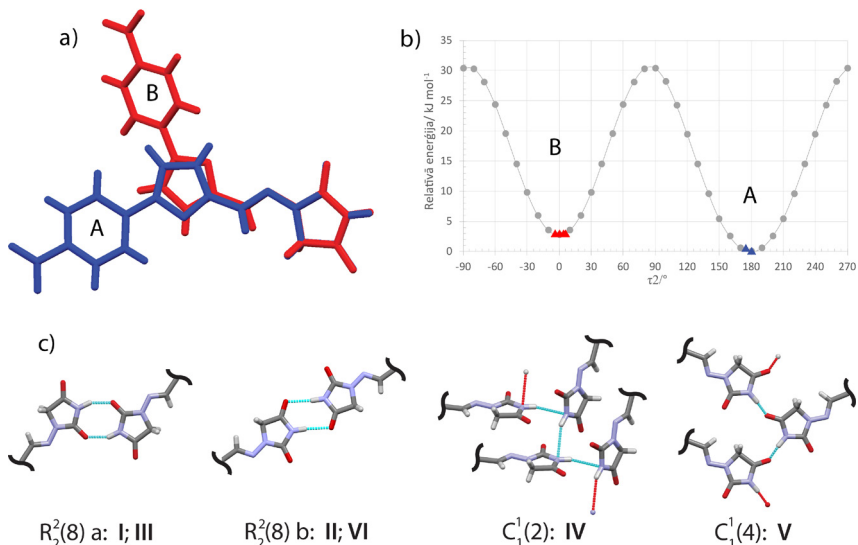 a)
B
A
b)
Relatīvā enerģija/ kJ mol⁻¹
35
30
25
20
15
10
5
0
B
A
-90 -60 -30 0 30 60 90 120 150 180 210 240 270
τ2/°
c)
R²₂(8) a: I; III
R²₂(8) b: II; VI
C¹₁(2): IV
C¹₁(4): V